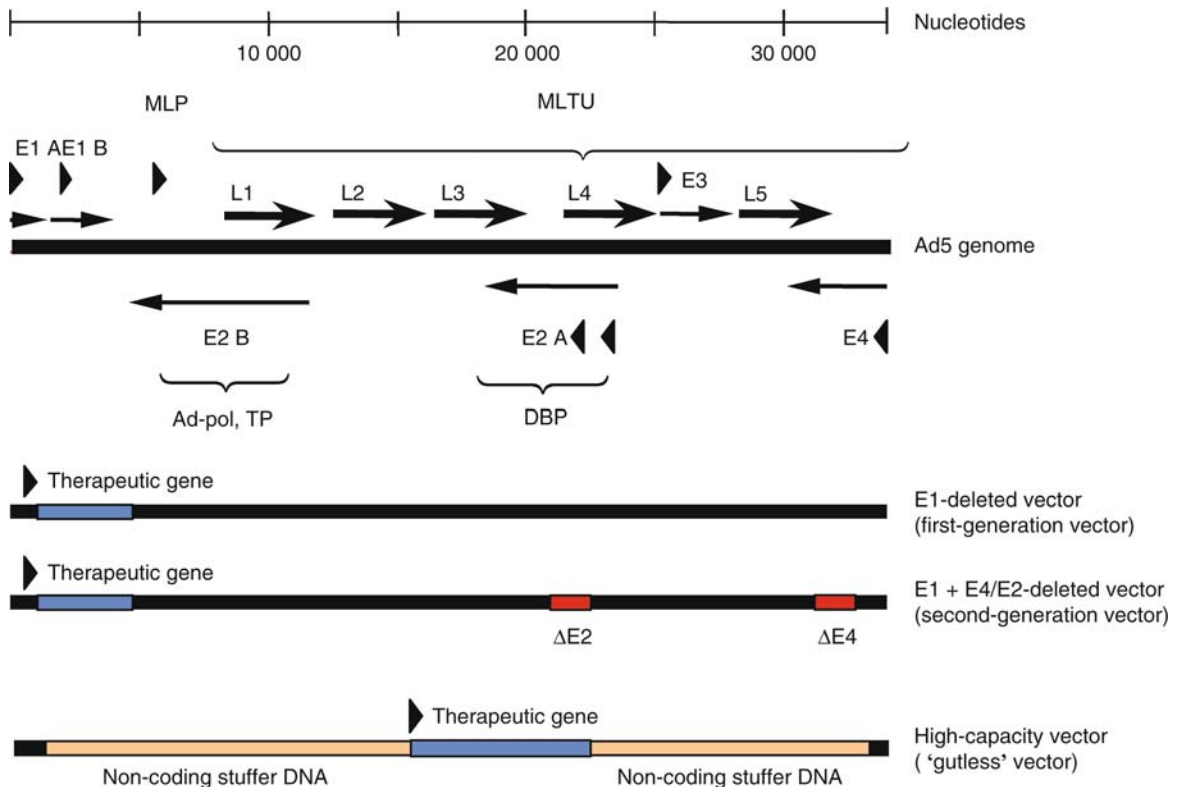 Nucleotides
10 000 20 000 30 000
MLP MLTU
E1 AE1 B
L1 L2 L3 L4 E3 L5
Ad5 genome
E2 B E2 A E4
Ad-pol, TP DBP
Therapeutic gene
E1-deleted vector
(first-generation vector)
Therapeutic gene
E1 + E4/E2-deleted vector
(second-generation vector)
ΔE2 ΔE4
Therapeutic gene
High-capacity vector
( ‘gutless’ vector)
Non-coding stuffer DNA Non-coding stuffer DNA